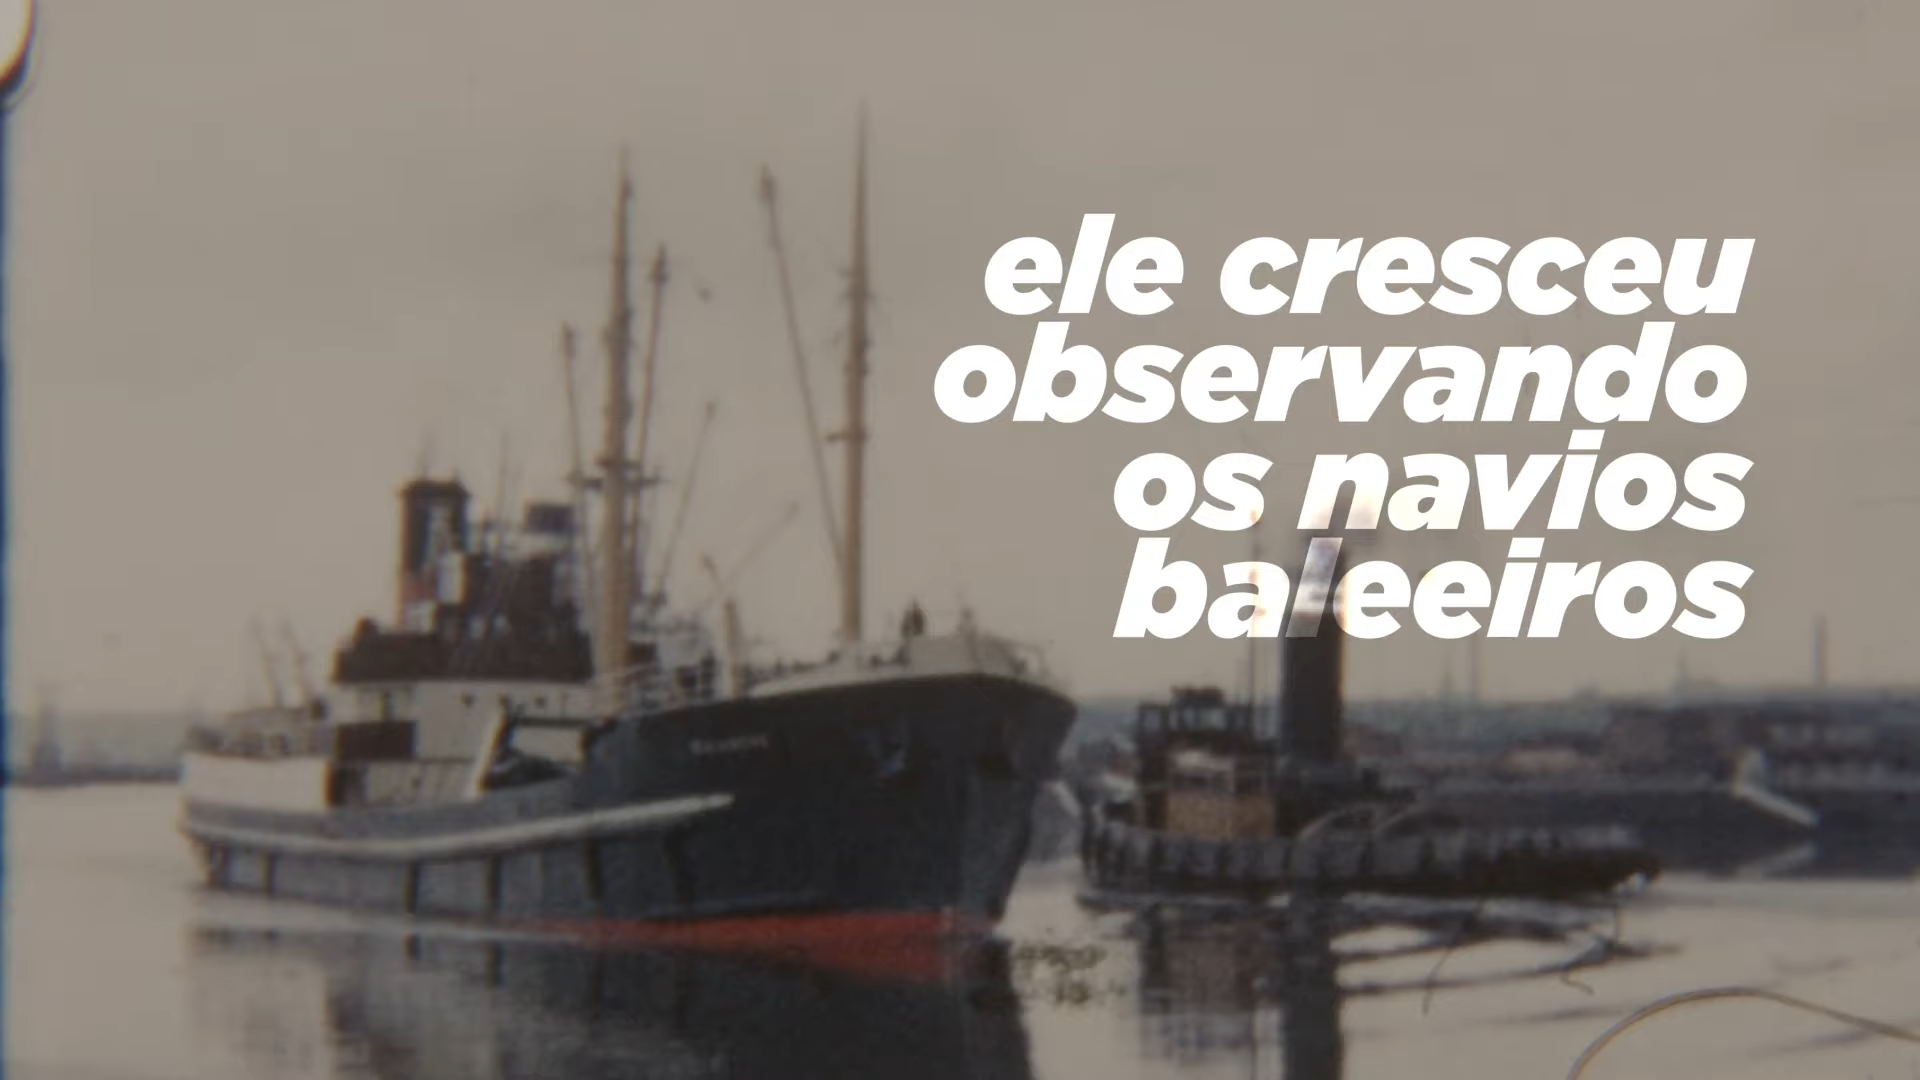 ele cresceu
observando
os navios
baleeiros